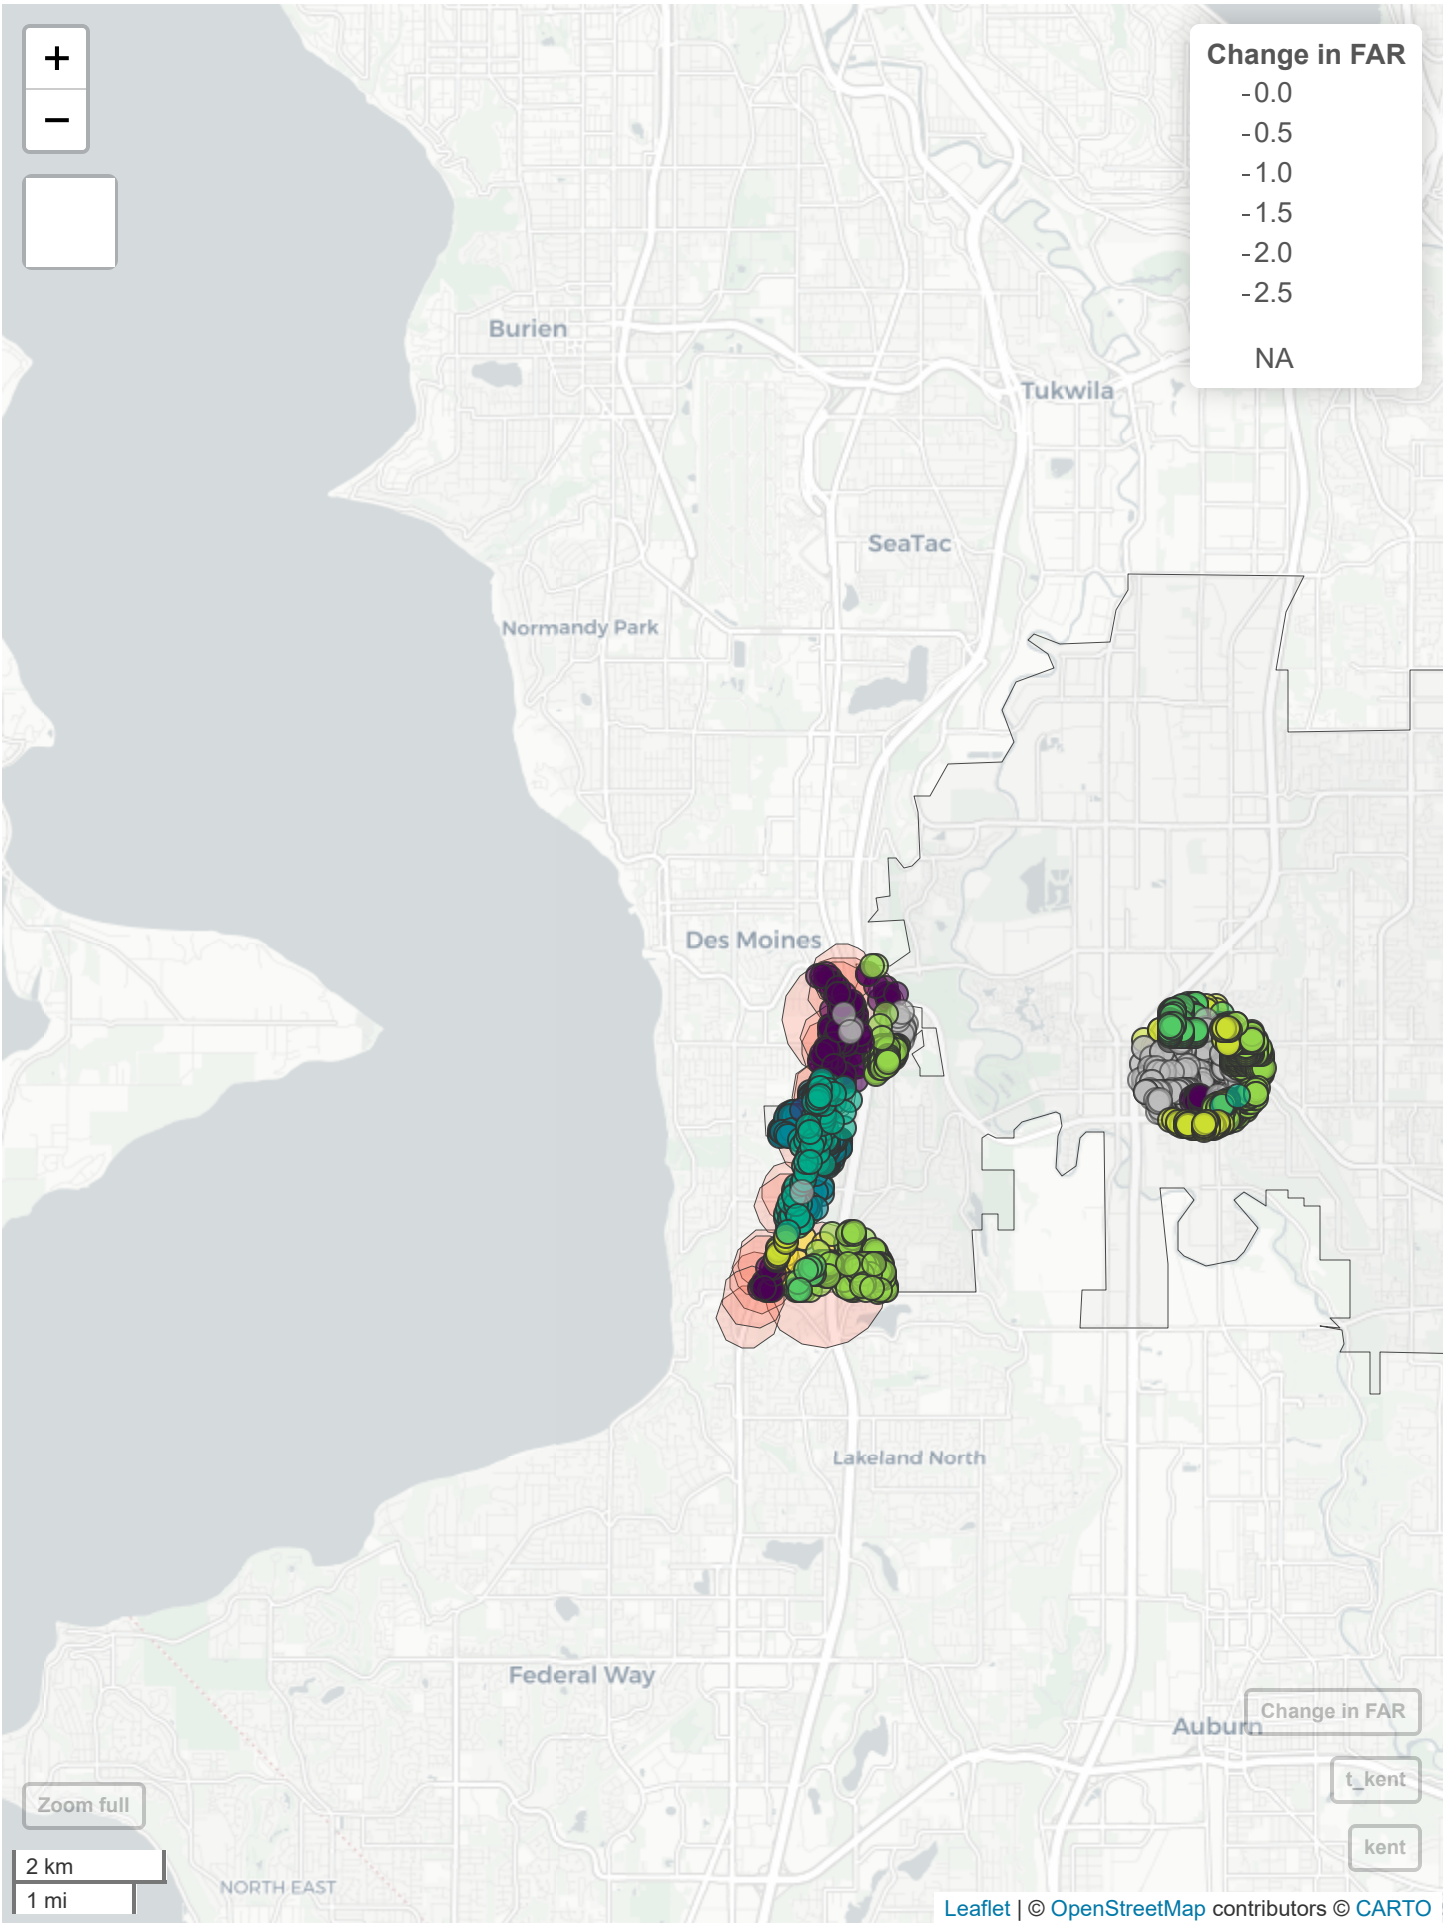 +
−
Change in FAR
-0.0
-0.5
-1.0
-1.5
-2.0
-2.5
NA
Burien
Tukwila
SeaTac
Normandy Park
Des Moines
Lakeland North
Federal Way
Auburn
Change in FAR
t_kent
kent
Zoom full
2 km
1 mi
NORTH EAST
Leaflet | © OpenStreetMap contributors © CARTO